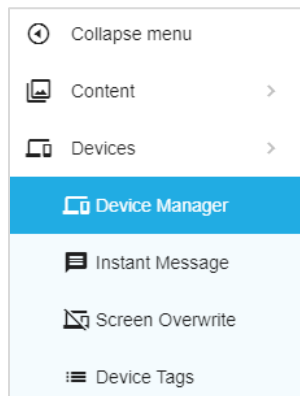 Collapse menu
Content
Devices
Device Manager
Instant Message
Screen Overwrite
Device Tags